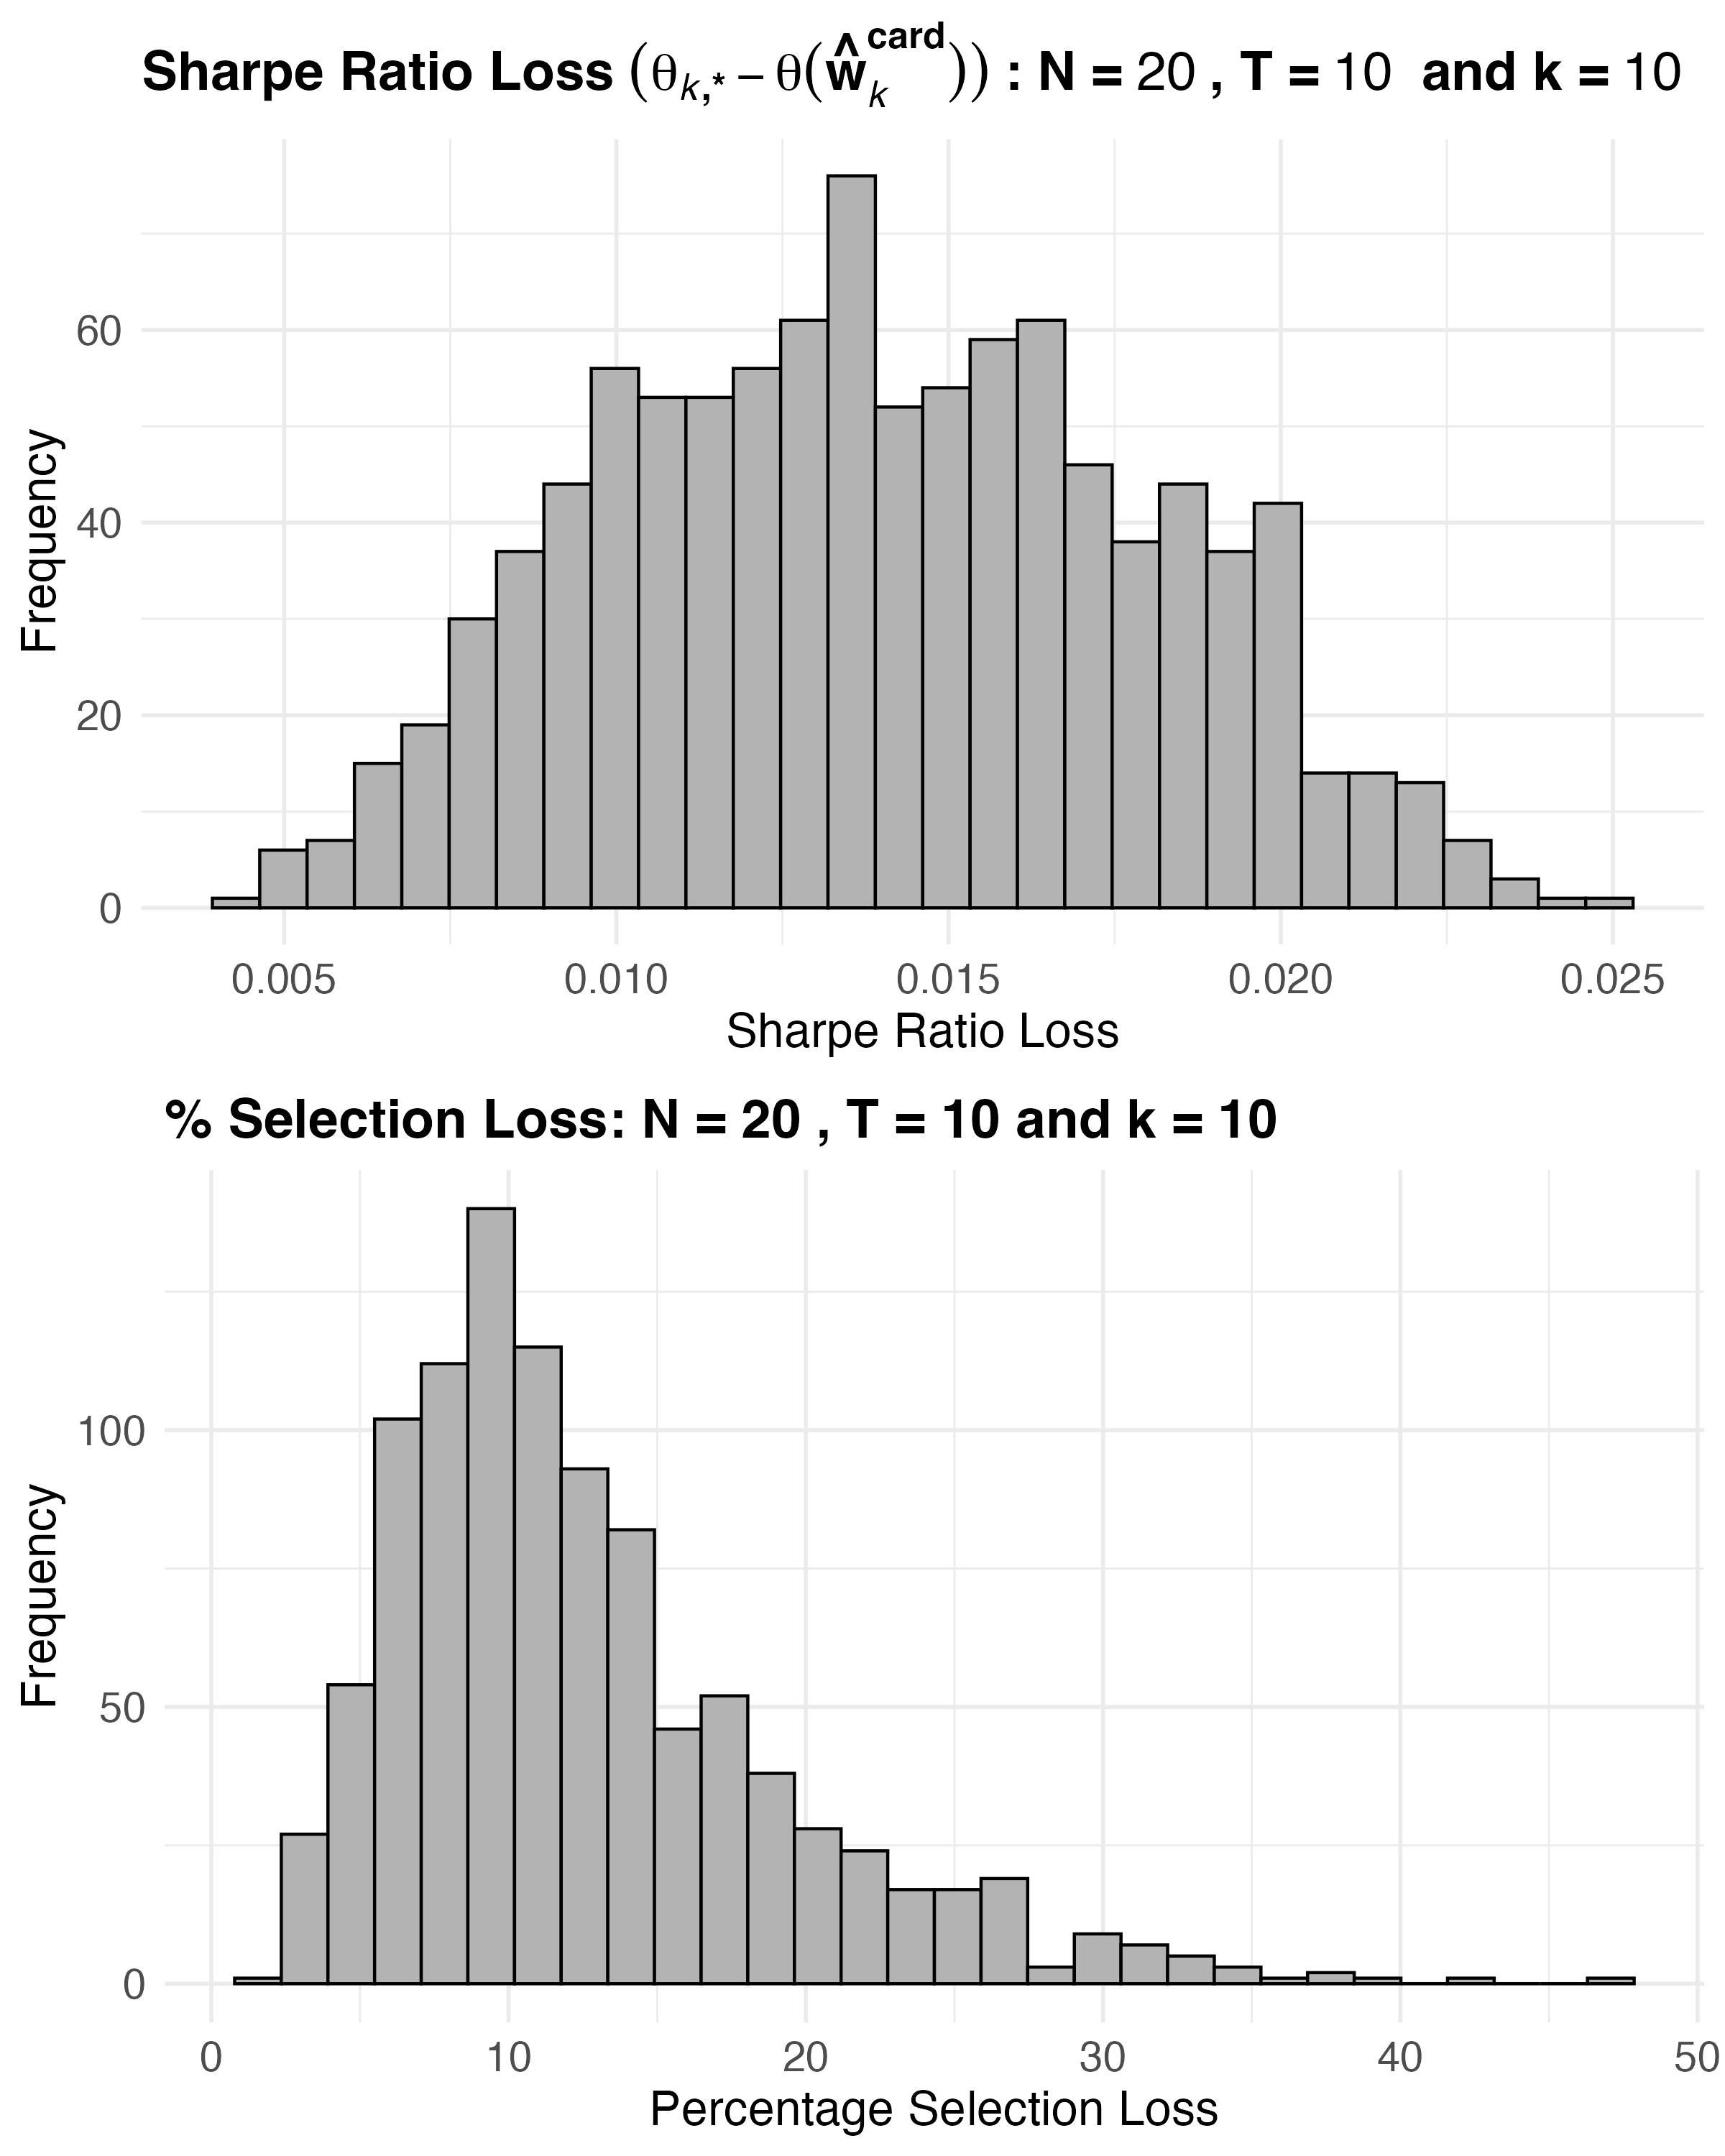 Sharpe Ratio Loss (θk,* − θ(ŵk^card)) : N = 20 , T = 10 and k = 10
60
40
20
0
Frequency
0.005 0.010 0.015 0.020 0.025
Sharpe Ratio Loss
% Selection Loss: N = 20 , T = 10 and k = 10
100
50
0
Frequency
0 10 20 30 40 50
Percentage Selection Loss